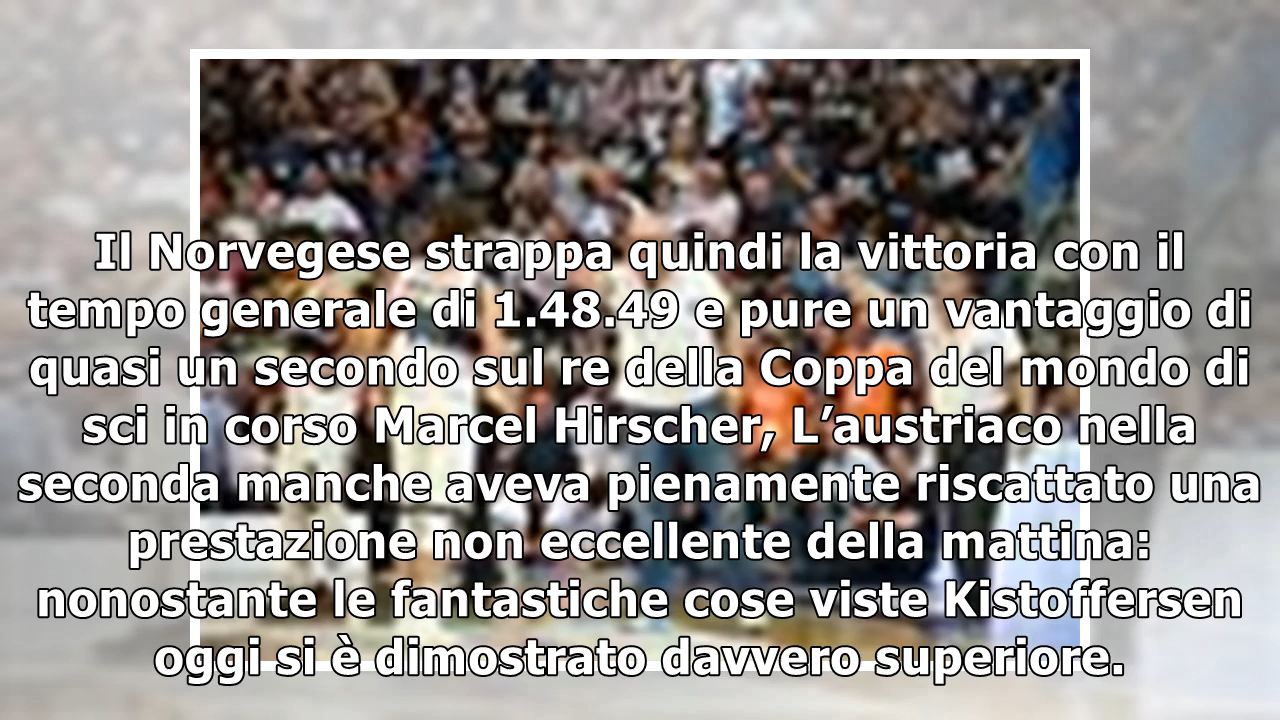 Il Norvegese strappa quindi la vittoria con il
tempo generale di 1.48.49 e pure un vantaggio di
quasi un secondo sul re della Coppa del mondo di
sci in corso Marcel Hirscher, L’austriaco nella
seconda manche aveva pienamente riscattato una
prestazione non eccellente della mattina:
nonostante le fantastiche cose viste Kistoffersen
oggi si è dimostrato davvero superiore.